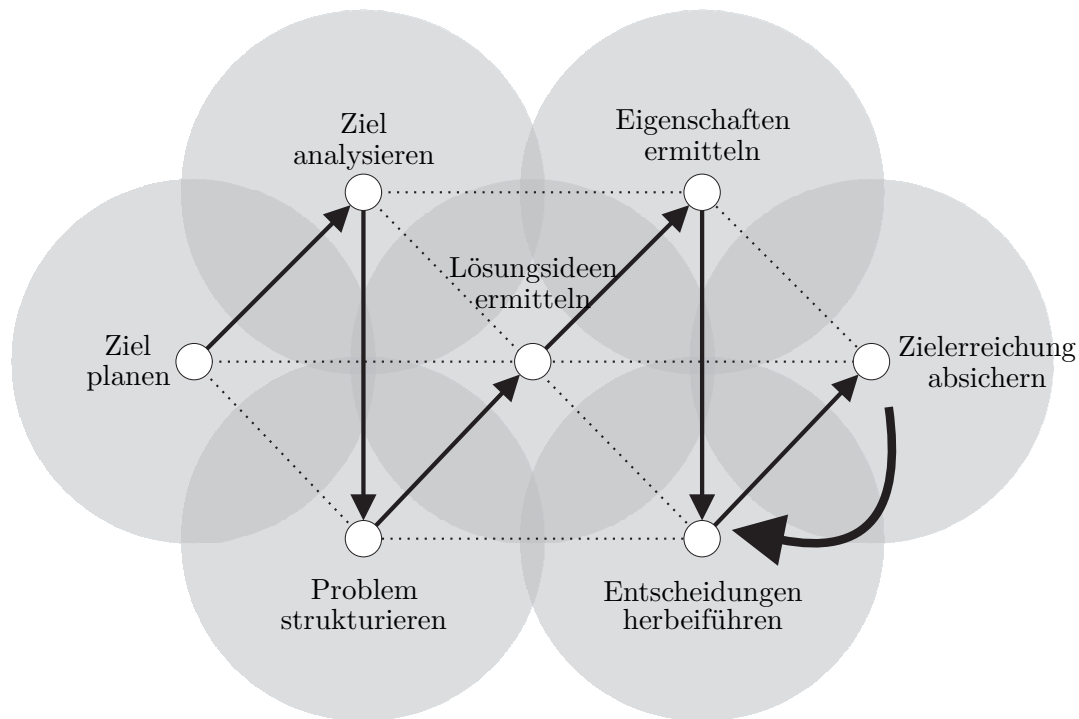 Ziel
analysieren
Eigenschaften
ermitteln
Lösungsideen
ermitteln
Ziel
planen
Zielerreichung
absichern
Problem
strukturieren
Entscheidungen
herbeiführen